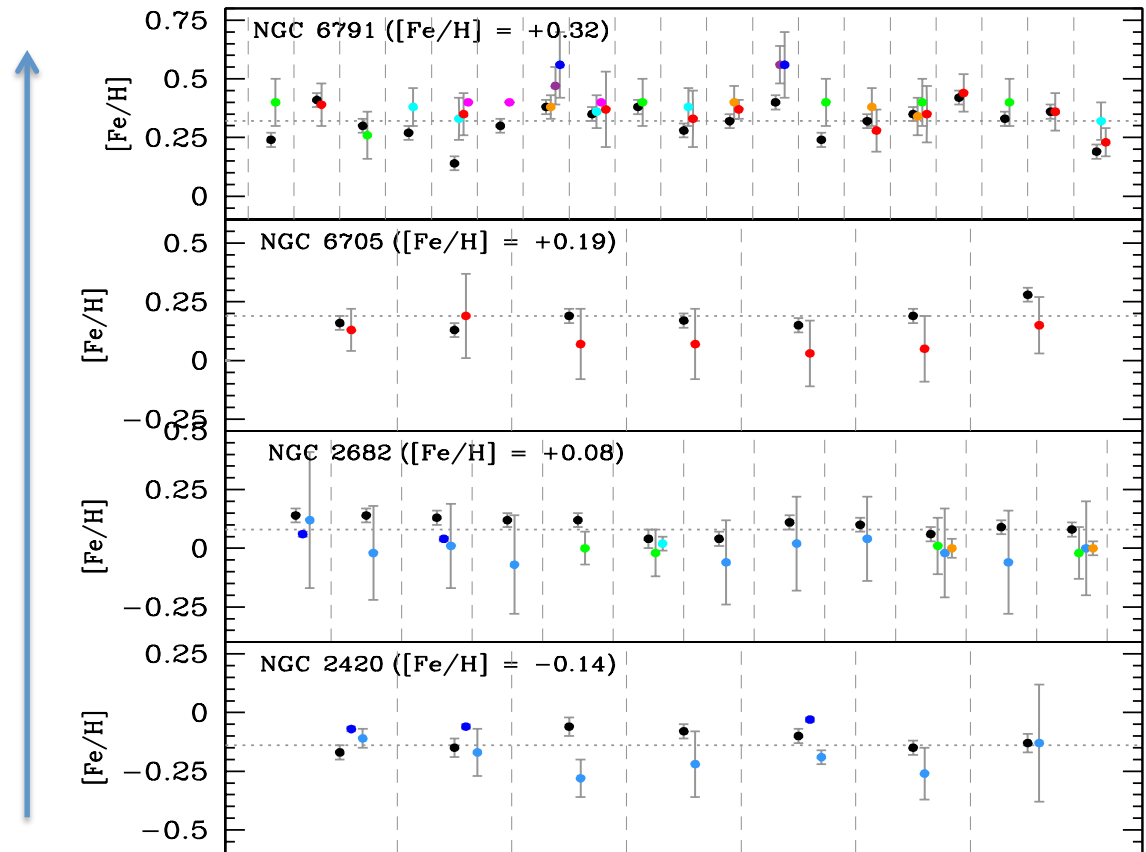 NGC 6791 ([Fe/H] = +0.32)
[Fe/H]
0.75
0.5
0.25
0
NGC 6705 ([Fe/H] = +0.19)
[Fe/H]
0.5
0.25
0
−0.25
NGC 2682 ([Fe/H] = +0.08)
[Fe/H]
0.5
0.25
0
−0.25
NGC 2420 ([Fe/H] = −0.14)
[Fe/H]
0.25
0
−0.25
−0.5